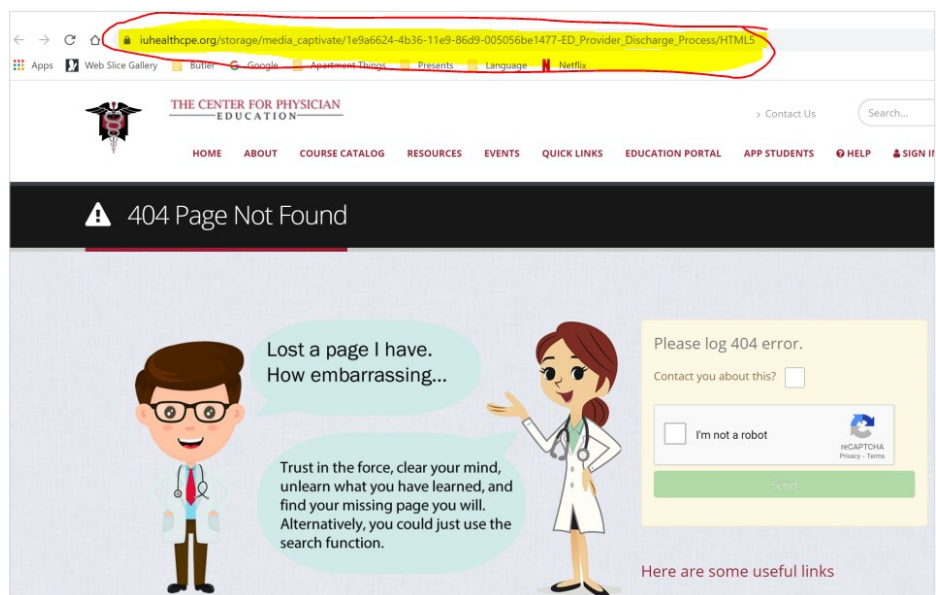 iuhealthcpe.org/storage/media_captivate/1e9a6624-4b36-11e9-86d9-005056be1477-ED_Provider_Discharge_Process/HTML5
Apps Web Slice Gallery Butler Google Apartment Things Presents Language Netflix
THE CENTER FOR PHYSICIAN
EDUCATION
> Contact Us
Search...
HOME ABOUT COURSE CATALOG RESOURCES EVENTS QUICK LINKS EDUCATION PORTAL APP STUDENTS HELP SIGN IN
404 Page Not Found
Lost a page I have.
How embarrassing...
Trust in the force, clear your mind,
unlearn what you have learned, and
find your missing page you will.
Alternatively, you could just use the
search function.
Please log 404 error.
Contact you about this?
I'm not a robot
reCAPTCHA
Privacy - Terms
Send
Here are some useful links